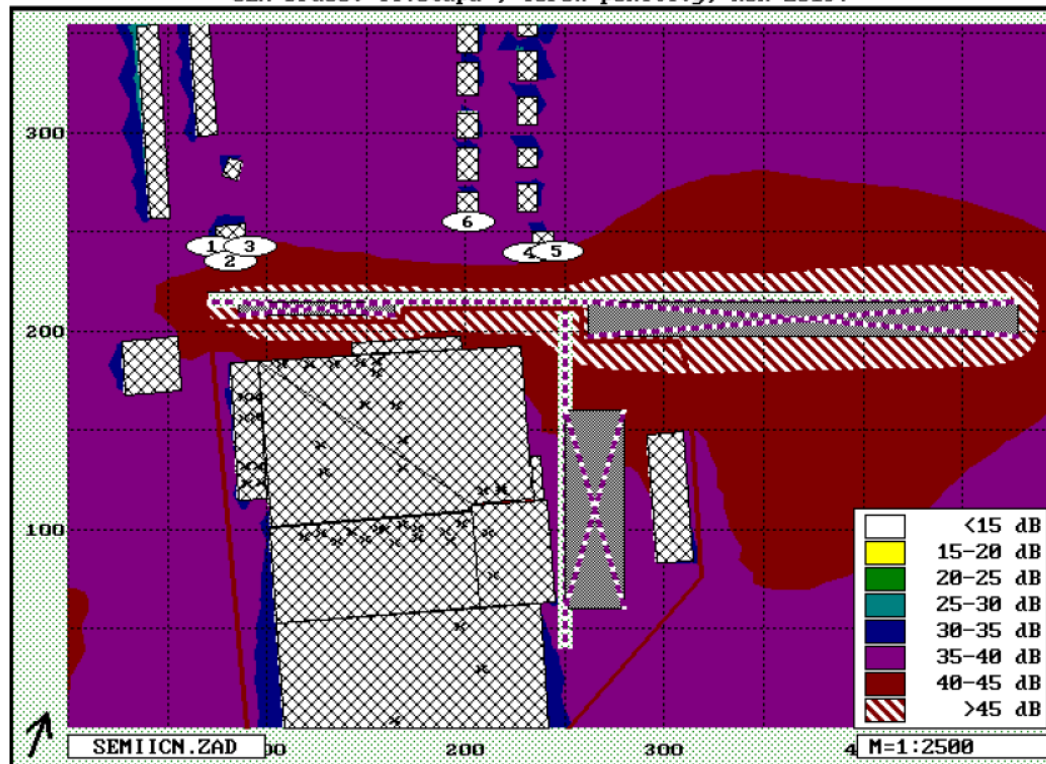 300
1 3
2
6
4 5
200
100
<15 dB
15-20 dB
20-25 dB
25-30 dB
30-35 dB
35-40 dB
40-45 dB
>45 dB
SEMIICN.ZAD
200
300
M=1:2500